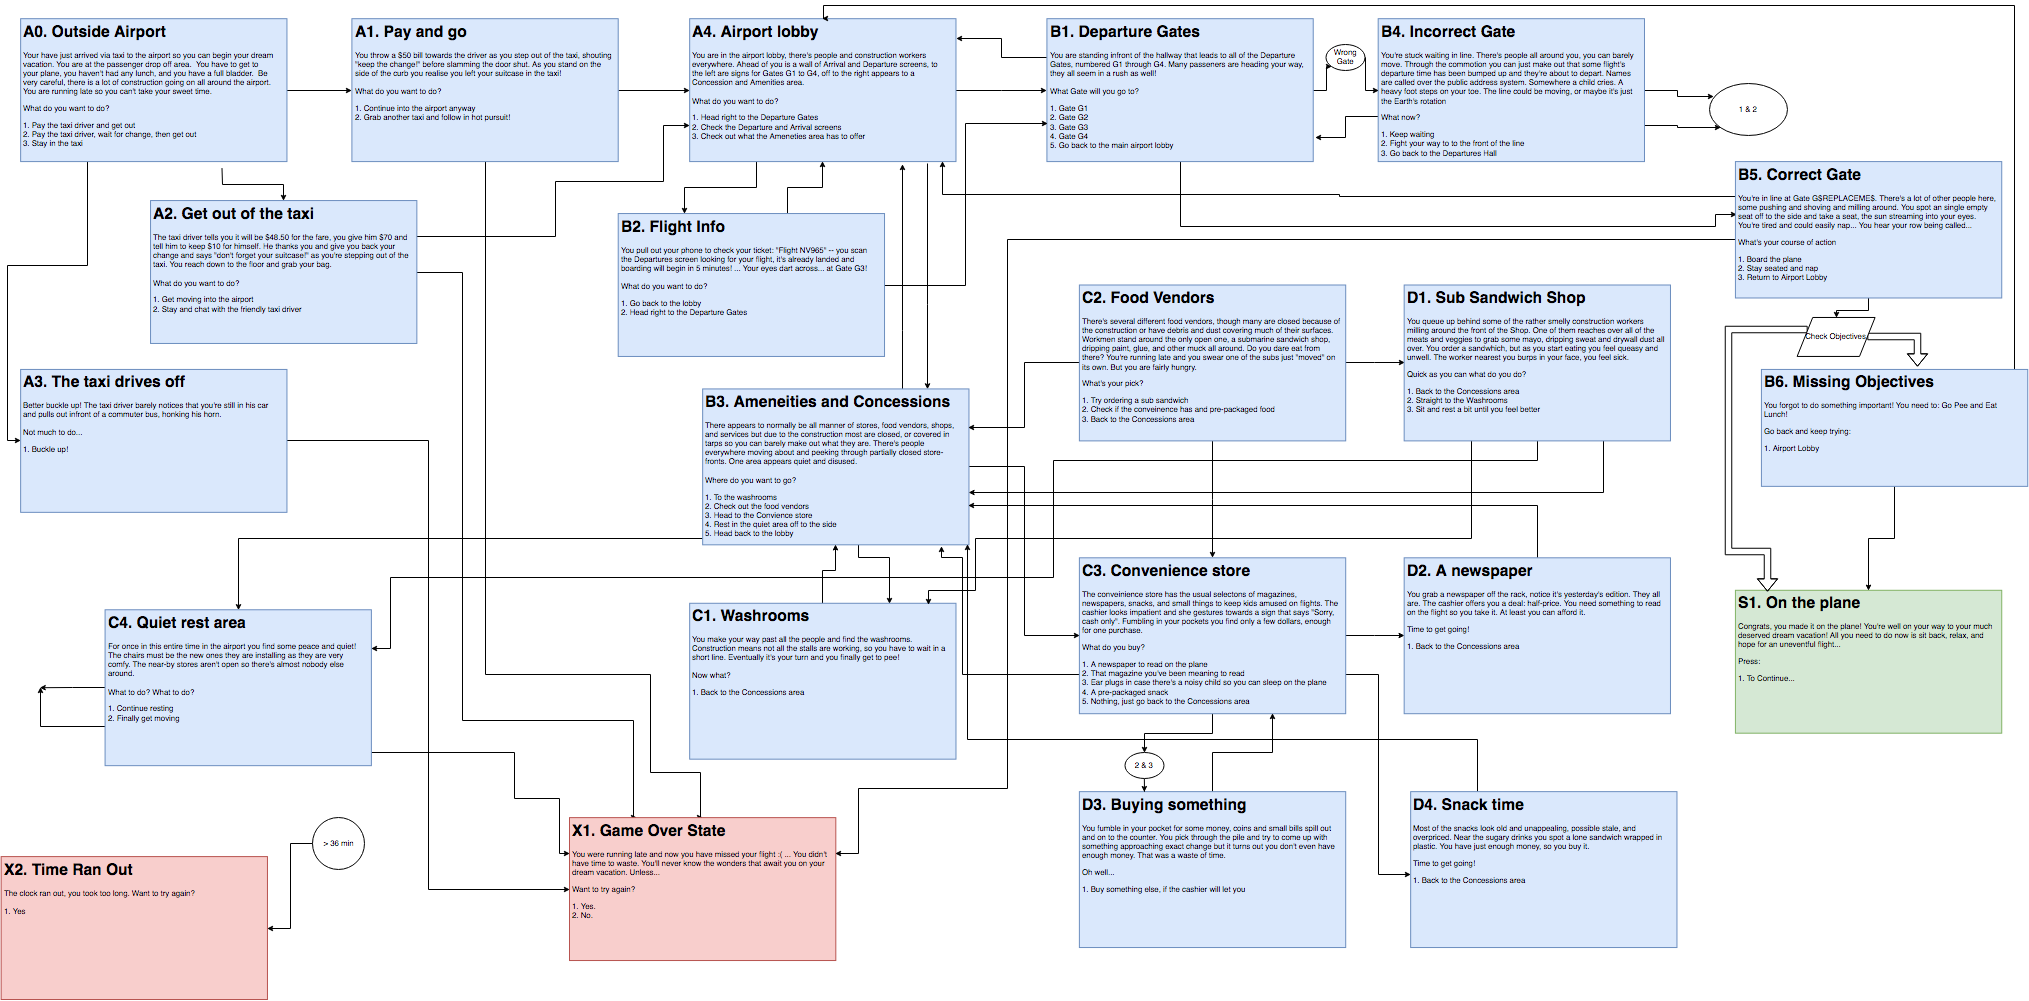 A0. Outside Airport
Your have just arrived via taxi to the airport so you can begin your dream
vacation. You are at the passenger drop off area.  You have to get to
your plane, you haven't had any lunch, and you have a full bladder.  Be
very careful, there is a lot of construction going on all around the airport.
You are running late so you can't take your sweet time.
What do you want to do?
1. Pay the taxi driver and get out
2. Pay the taxi driver, wait for change, then get out
3. Stay in the taxi
A1. Pay and go
You throw a $50 bill towards the driver as you step out of the taxi, shouting
"keep the change!" before slamming the door shut. As you stand on the
side of the curb you realise you left your suitcase in the taxi!
What do you want to do?
1. Continue into the airport anyway
2. Grab another taxi and follow in hot pursuit!
A4. Airport lobby
You are in the airport lobby, there's people and construction workers
everywhere. Ahead of you is a wall of Arrival and Departure screens, to
the left are signs for Gates G1 to G4, off to the right appears to a
Concession and Amenities area.
What do you want to do?
1. Head right to the Departure Gates
2. Check the Departure and Arrival screens
3. Check out what the Ameneties area has to offer
B1. Departure Gates
You are standing infront of the hallway that leads to all of the Departure
Gates, numbered G1 through G4. Many passeners are heading your way,
they all seem in a rush as well!
What Gate will you go to?
1. Gate G1
2. Gate G2
3. Gate G3
4. Gate G4
5. Go back to the main airport lobby
Wrong
Gate
B4. Incorrect Gate
You're stuck waiting in line. There's people all around you, you can barely
move. Through the commotion you can just make out that some flight's
departure time has been bumped up and they're about to depart. Names
are called over the public address system. Somewhere a child cries. A
heavy foot steps on your toe. The line could be moving, or maybe it's just
the Earth's rotation
What now?
1. Keep waiting
2. Fight your way to to the front of the line
3. Go back to the Departures Hall
1 & 2
B5. Correct Gate
You're in line at Gate G$REPLACEME$. There's a lot of other people here,
some pushing and shoving and milling around. You spot an single empty
seat off to the side and take a seat, the sun streaming into your eyes.
You're tired and could easily nap... You hear your row being called...
What's your course of action
1. Board the plane
2. Stay seated and nap
3. Return to Airport Lobby
A2. Get out of the taxi
The taxi driver tells you it will be $48.50 for the fare, you give him $70 and
tell him to keep $10 for himself. He thanks you and give you back your
change and says "don't forget your suitcase!" as you're stepping out of the
taxi. You reach down to the floor and grab your bag.
What do you want to do?
1. Get moving into the airport
2. Stay and chat with the friendly taxi driver
B2. Flight Info
You pull out your phone to check your ticket: "Flight NV965" -- you scan
the Departures screen looking for your flight, it's already landed and
boarding will begin in 5 minutes! ... Your eyes dart across... at Gate G3!
What do you want to do?
1. Go back to the lobby
2. Head right to the Departure Gates
C2. Food Vendors
There's several different food vendors, though many are closed because of
the construction or have debris and dust covering much of their surfaces.
Workmen stand around the only open one, a submarine sandwich shop,
dripping paint, glue, and other muck all around. Do you dare eat from
there? You're running late and you swear one of the subs just "moved" on
its own. But you are fairly hungry.
What's your pick?
1. Try ordering a sub sandwich
2. Check if the conveinence has and pre-packaged food
3. Back to the Concessions area
D1. Sub Sandwich Shop
You queue up behind some of the rather smelly construction workers
milling around the front of the Shop. One of them reaches over all of the
meats and veggies to grab some mayo, dripping sweat and drywall dust all
over. You order a sandwich, but as you start eating you feel queasy and
unwell. The worker nearest you burps in your face, you feel sick.
Quick as you can what do you do?
1. Back to the Concessions area
2. Straight to the Washrooms
3. Sit and rest a bit until you feel better
Check Objectives
B6. Missing Objectives
You forgot to do something important! You need to: Go Pee and Eat
Lunch!
Go back and keep trying:
1. Airport Lobby
A3. The taxi drives off
Better buckle up! The taxi driver barely notices that you're still in his car
and pulls out infront of a commuter bus, honking his horn.
Not much to do...
1. Buckle up!
B3. Ameneities and Concessions
There appears to normally be all manner of stores, food vendors, shops,
and services but due to the construction most are closed, or covered in
tarps so you can barely make out what they are. There's people
everywhere moving about and peeking through partially closed store-
fronts. One area appears quiet and disused.
Where do you want to go?
1. To the washrooms
2. Check out the food vendors
3. Head to the Convience store
4. Rest in the quiet area off to the side
5. Head back to the lobby
C4. Quiet rest area
For once in this entire time in the airport you find some peace and quiet!
The chairs must be the new ones they are installing as they are very
comfy. The near-by stores aren't open so there's almost nobody else
around.
What to do? What to do?
1. Continue resting
2. Finally get moving
C1. Washrooms
You make your way past all the people and find the washrooms.
Construction means not all the stalls are working, so you have to wait in a
short line. Eventually it's your turn and you finally get to pee!
Now what?
1. Back to the Concessions area
C3. Convenience store
The conveinience store has the usual selectons of magazines,
newspapers, snacks, and small things to keep kids amused on flights. The
cashier looks impatient and she gestures towards a sign that says "Sorry,
cash only". Fumbling in your pockets you find only a few dollars, enough
for one purchase.
What do you buy?
1. A newspaper to read on the plane
2. That magazine you've been meaning to read
3. Ear plugs in case there's a noisy child so you can sleep on the plane
4. A pre-packaged snack
5. Nothing, just go back to the Concessions area
D2. A newspaper
You grab a newspaper off the rack, notice it's yesterday's edition. They all
are. The cashier offers you a deal: half-price. You need something to read
on the flight so you take it. At least you can afford it.
Time to get going!
1. Back to the Concessions area
S1. On the plane
Congrats, you made it on the plane! You're well on your way to your much
deserved dream vacation! All you need to do now is sit back, relax, and
hope for an uneventful flight...
Press:
1. To Continue...
2 & 3
D3. Buying something
You fumble in your pocket for some money, coins and small bills spill out
and on to the counter. You pick through the pile and try to come up with
something approaching exact change but it turns out you don't even have
enough money. That was a waste of time.
Oh well...
1. Buy something else, if the cashier will let you
D4. Snack time
Most of the snacks look old and unappealing, possible stale, and
overpriced. Near the sugary drinks you spot a lone sandwich wrapped in
plastic. You have just enough money, so you buy it.
Time to get going!
1. Back to the Concessions area
X1. Game Over State
You were running late and now you have missed your flight :( ... You didn't
have time to waste. You'll never know the wonders that await you on your
dream vacation. Unless...
Want to try again?
1. Yes.
2. No.
> 36 min
X2. Time Ran Out
The clock ran out, you took too long. Want to try again?
1. Yes